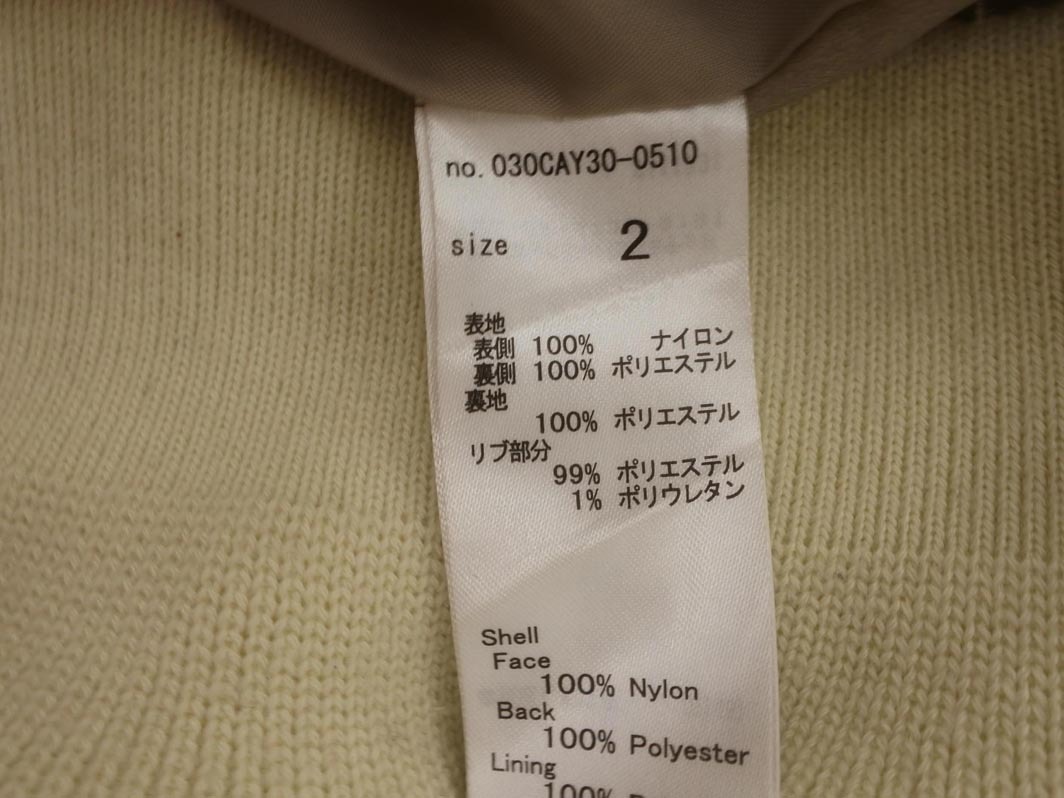 no. 030CAY30-0510
size 2
表地
表側 100% ナイロン
裏側 100% ポリエステル
裏地
100% ポリエステル
リブ部分
99% ポリエステル
1% ポリウレタン
Shell
Face
100% Nylon
Back
100% Polyester
Lining
100%